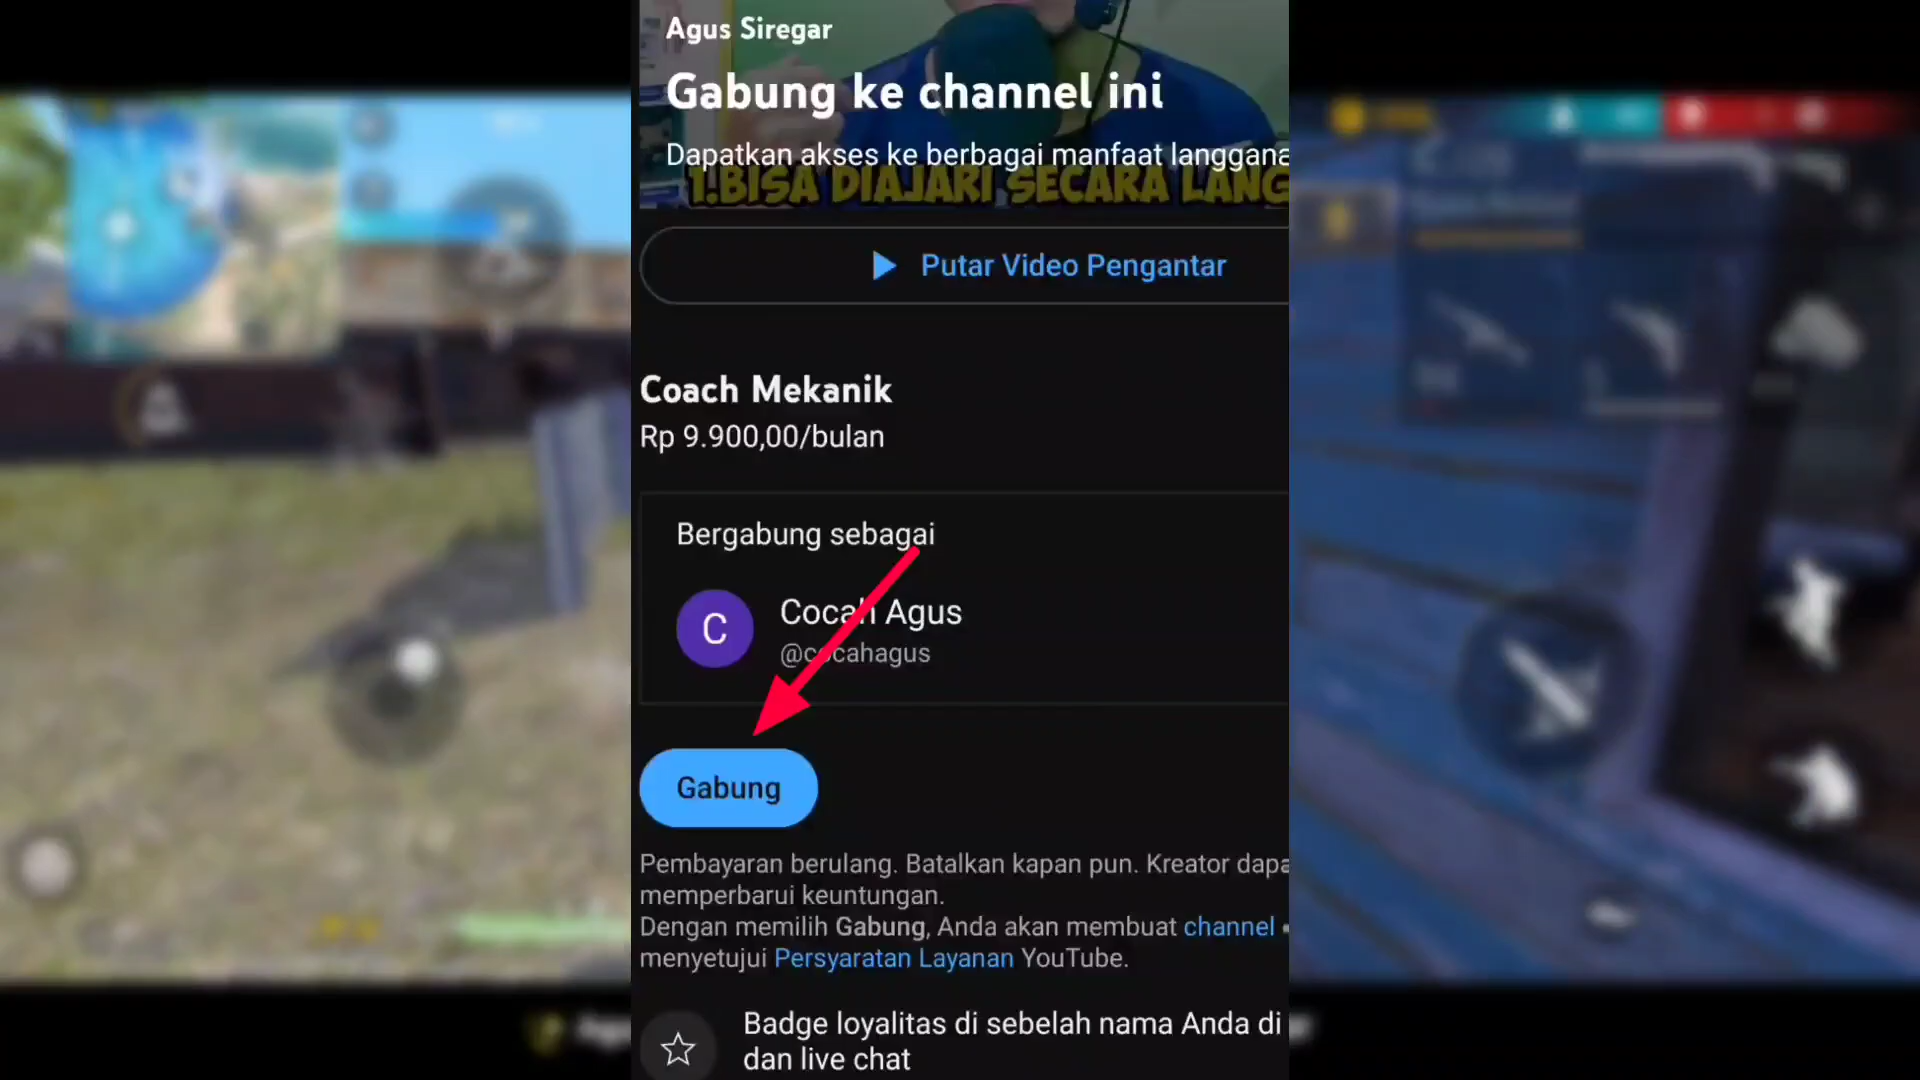 Agus Siregar
Gabung ke channel ini
Dapatkan akses ke berbagai manfaat langgana
1.BISA DIAJARI SECARA LANG
Putar Video Pengantar
Coach Mekanik
Rp 9.900,00/bulan
Bergabung sebagai
C
Cocah Agus
@cocahagus
Gabung
Pembayaran berulang. Batalkan kapan pun. Kreator dapa
memperbarui keuntungan.
Dengan memilih Gabung, Anda akan membuat channel
menyetujui Persyaratan Layanan YouTube.
Badge loyalitas di sebelah nama Anda di
dan live chat